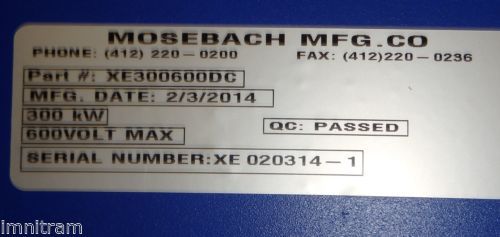 MOSEBACH MFG.CO
PHONE: (412) 220-0200 FAX: (412)220-0236
Part #: XE300600DC
MFG. DATE: 2/3/2014
300 kW
600VOLT MAX QC: PASSED
SERIAL NUMBER:XE 020314-1
imnitram